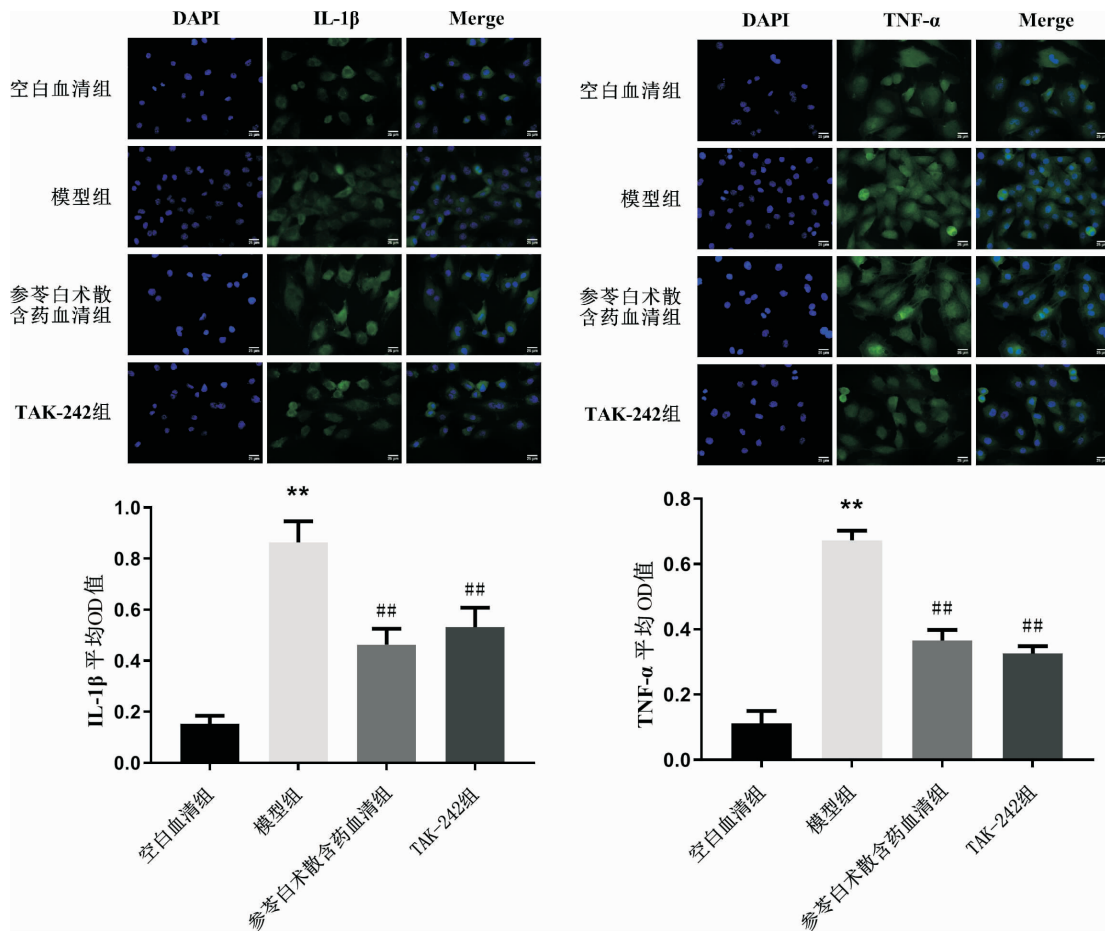 DAPI IL-1β Merge
空白血清组
模型组
参苓白术散
含药血清组
TAK-242组
DAPI TNF-α Merge
空白血清组
模型组
参苓白术散
含药血清组
TAK-242组
IL-1β 平均OD值
1.0
0.8
0.6
0.4
0.2
0.0
**
##
##
空白血清组
模型组
参苓白术散含药血清组
TAK-242组
TNF-α 平均 OD值
0.8
0.6
0.4
0.2
0.0
**
##
##
空白血清组
模型组
参苓白术散含药血清组
TAK-242组